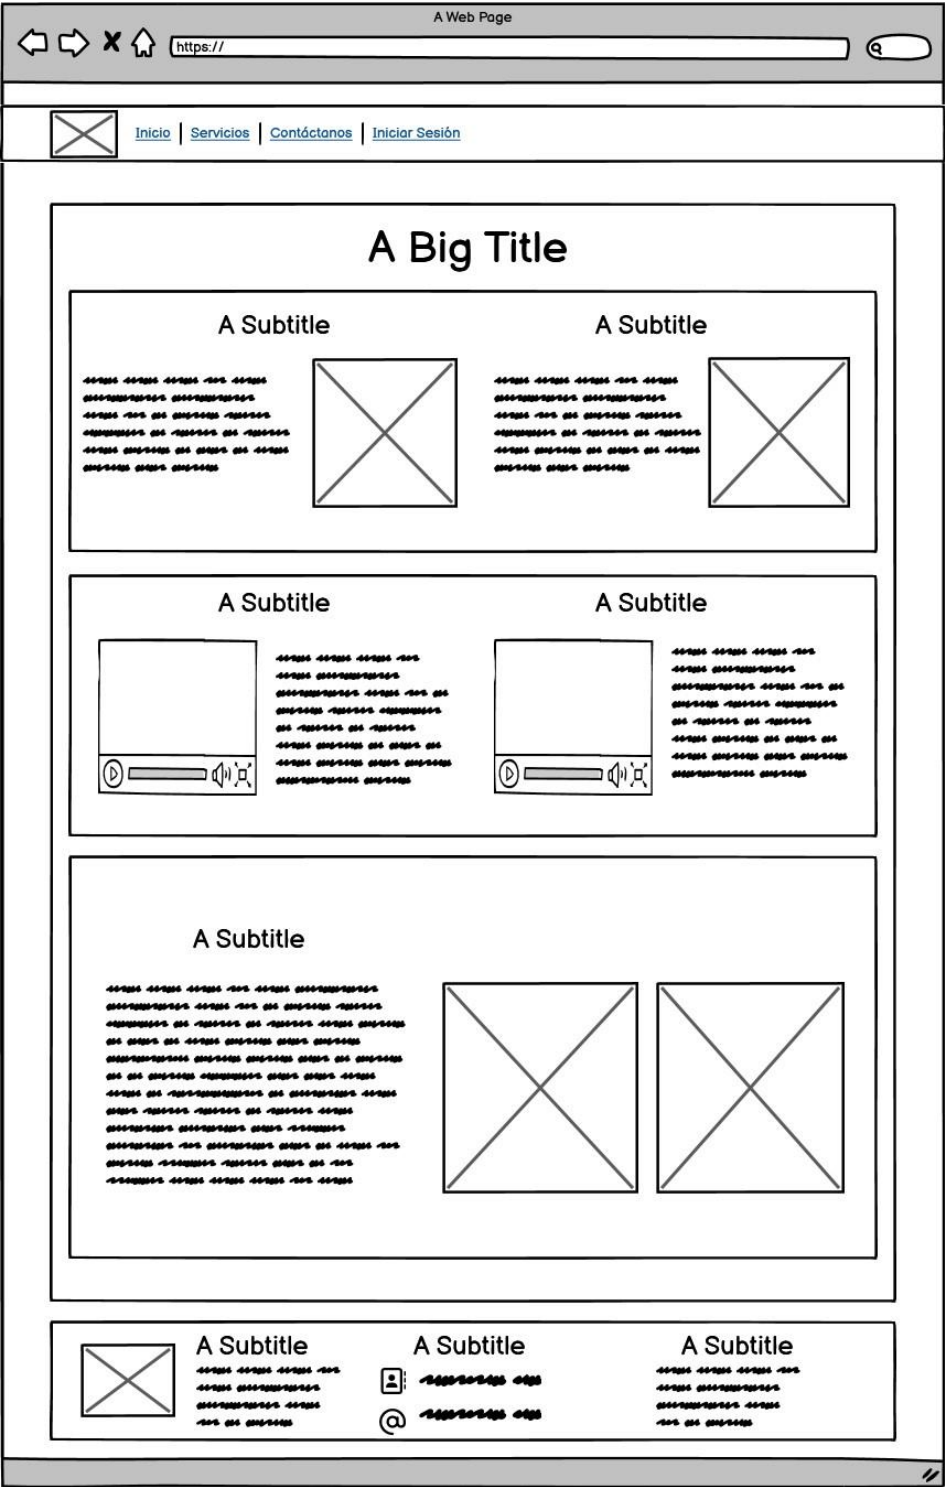 A Web Page
https://
Inicio | Servicios | Contáctanos | Iniciar Sesión
A Big Title
A Subtitle A Subtitle
A Subtitle A Subtitle
A Subtitle
A Subtitle A Subtitle A Subtitle
@